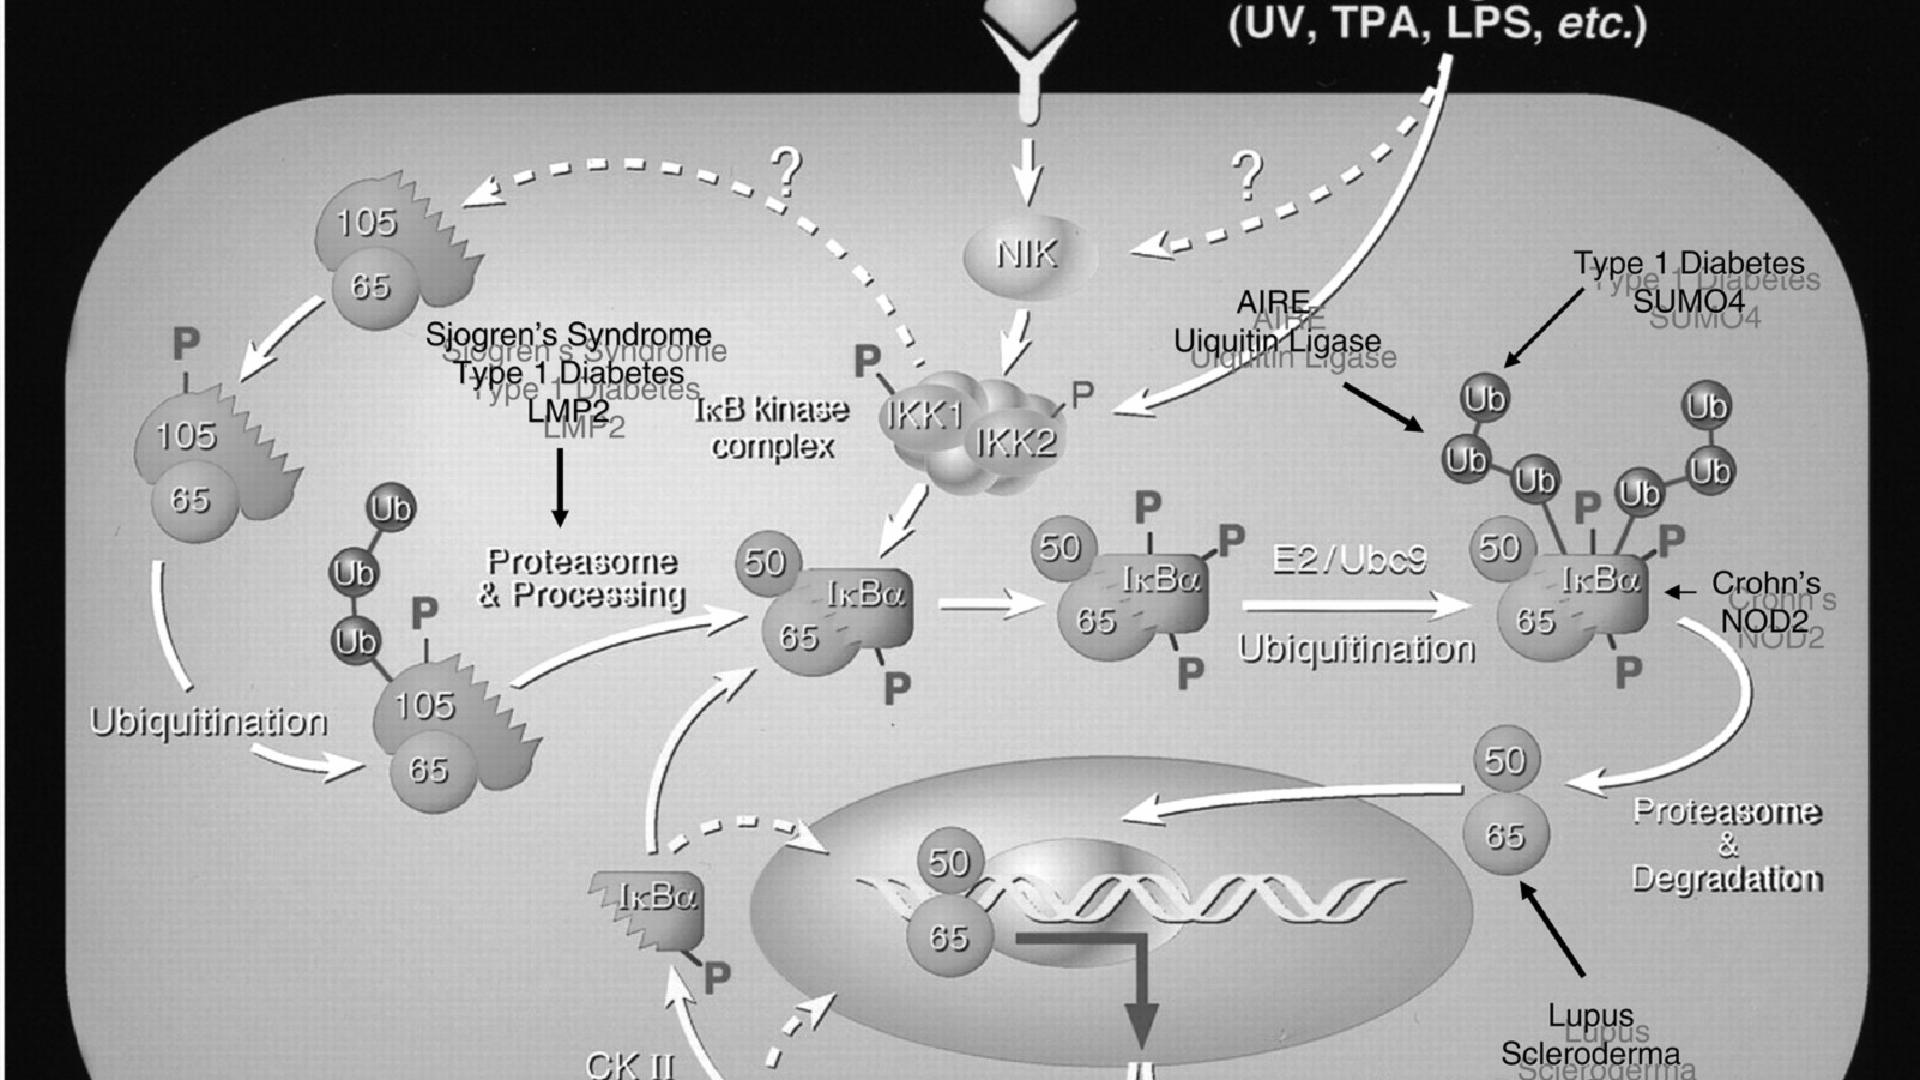 (UV, TPA, LPS, etc.)
?
?
105
65
NIK
Type 1 Diabetes
SUMO4
AIRE
Uiquitin Ligase
Sjogren's Syndrome
Type 1 Diabetes
LMP2
P
105
65
IκB kinase
complex
P
IKK1
IKK2
P
Ub
Ub
Ub
Ub
Ub
Ub
Ub
Ub
Ub
P
105
65
Proteasome
& Processing
50
IκBα
65
P
50
IκBα
65
P
P
P
E2/Ubc9
Ubiquitination
50
IκBα
65
P
P
P
Crohn's
NOD2
Ubiquitination
50
65
Proteasome
&
Degradation
50
65
IκBα
P
CK II
Lupus
Scleroderma